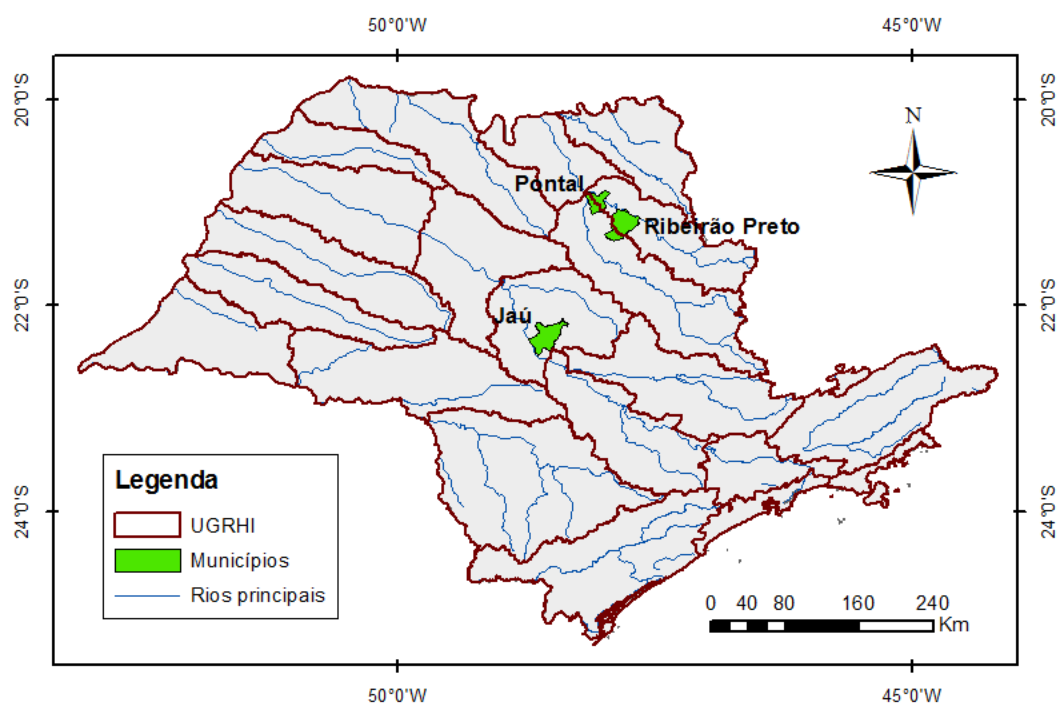 50°0'W
45°0'W
20°0'S
20°0'S
N
Pontal
Ribeirão Preto
22°0'S
22°0'S
Jaú
Legenda
UGRHI
Municípios
Rios principais
24°0'S
24°0'S
0 40 80 160 240
Km
50°0'W
45°0'W